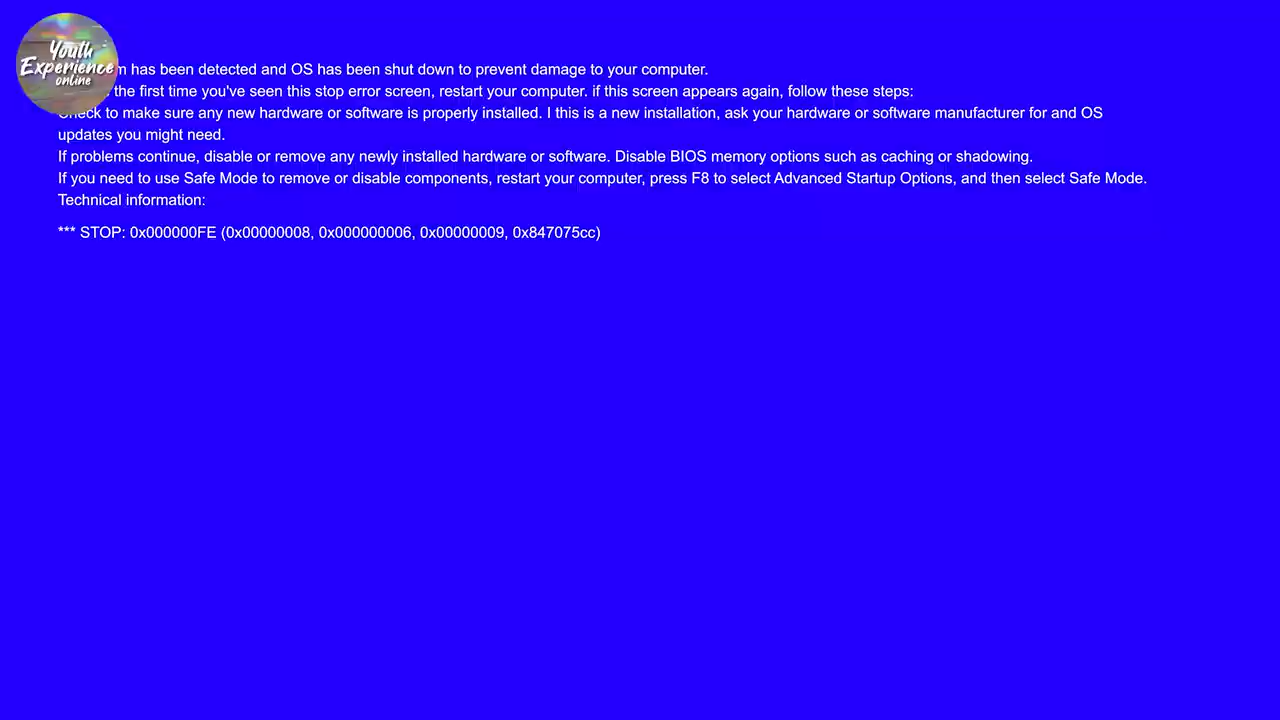 Youth
Experience
online
m has been detected and OS has been shut down to prevent damage to your computer.
the first time you've seen this stop error screen, restart your computer. if this screen appears again, follow these steps:
Check to make sure any new hardware or software is properly installed. I this is a new installation, ask your hardware or software manufacturer for and OS
updates you might need.
If problems continue, disable or remove any newly installed hardware or software. Disable BIOS memory options such as caching or shadowing.
If you need to use Safe Mode to remove or disable components, restart your computer, press F8 to select Advanced Startup Options, and then select Safe Mode.
Technical information:
*** STOP: 0x000000FE (0x00000008, 0x000000006, 0x00000009, 0x847075cc)